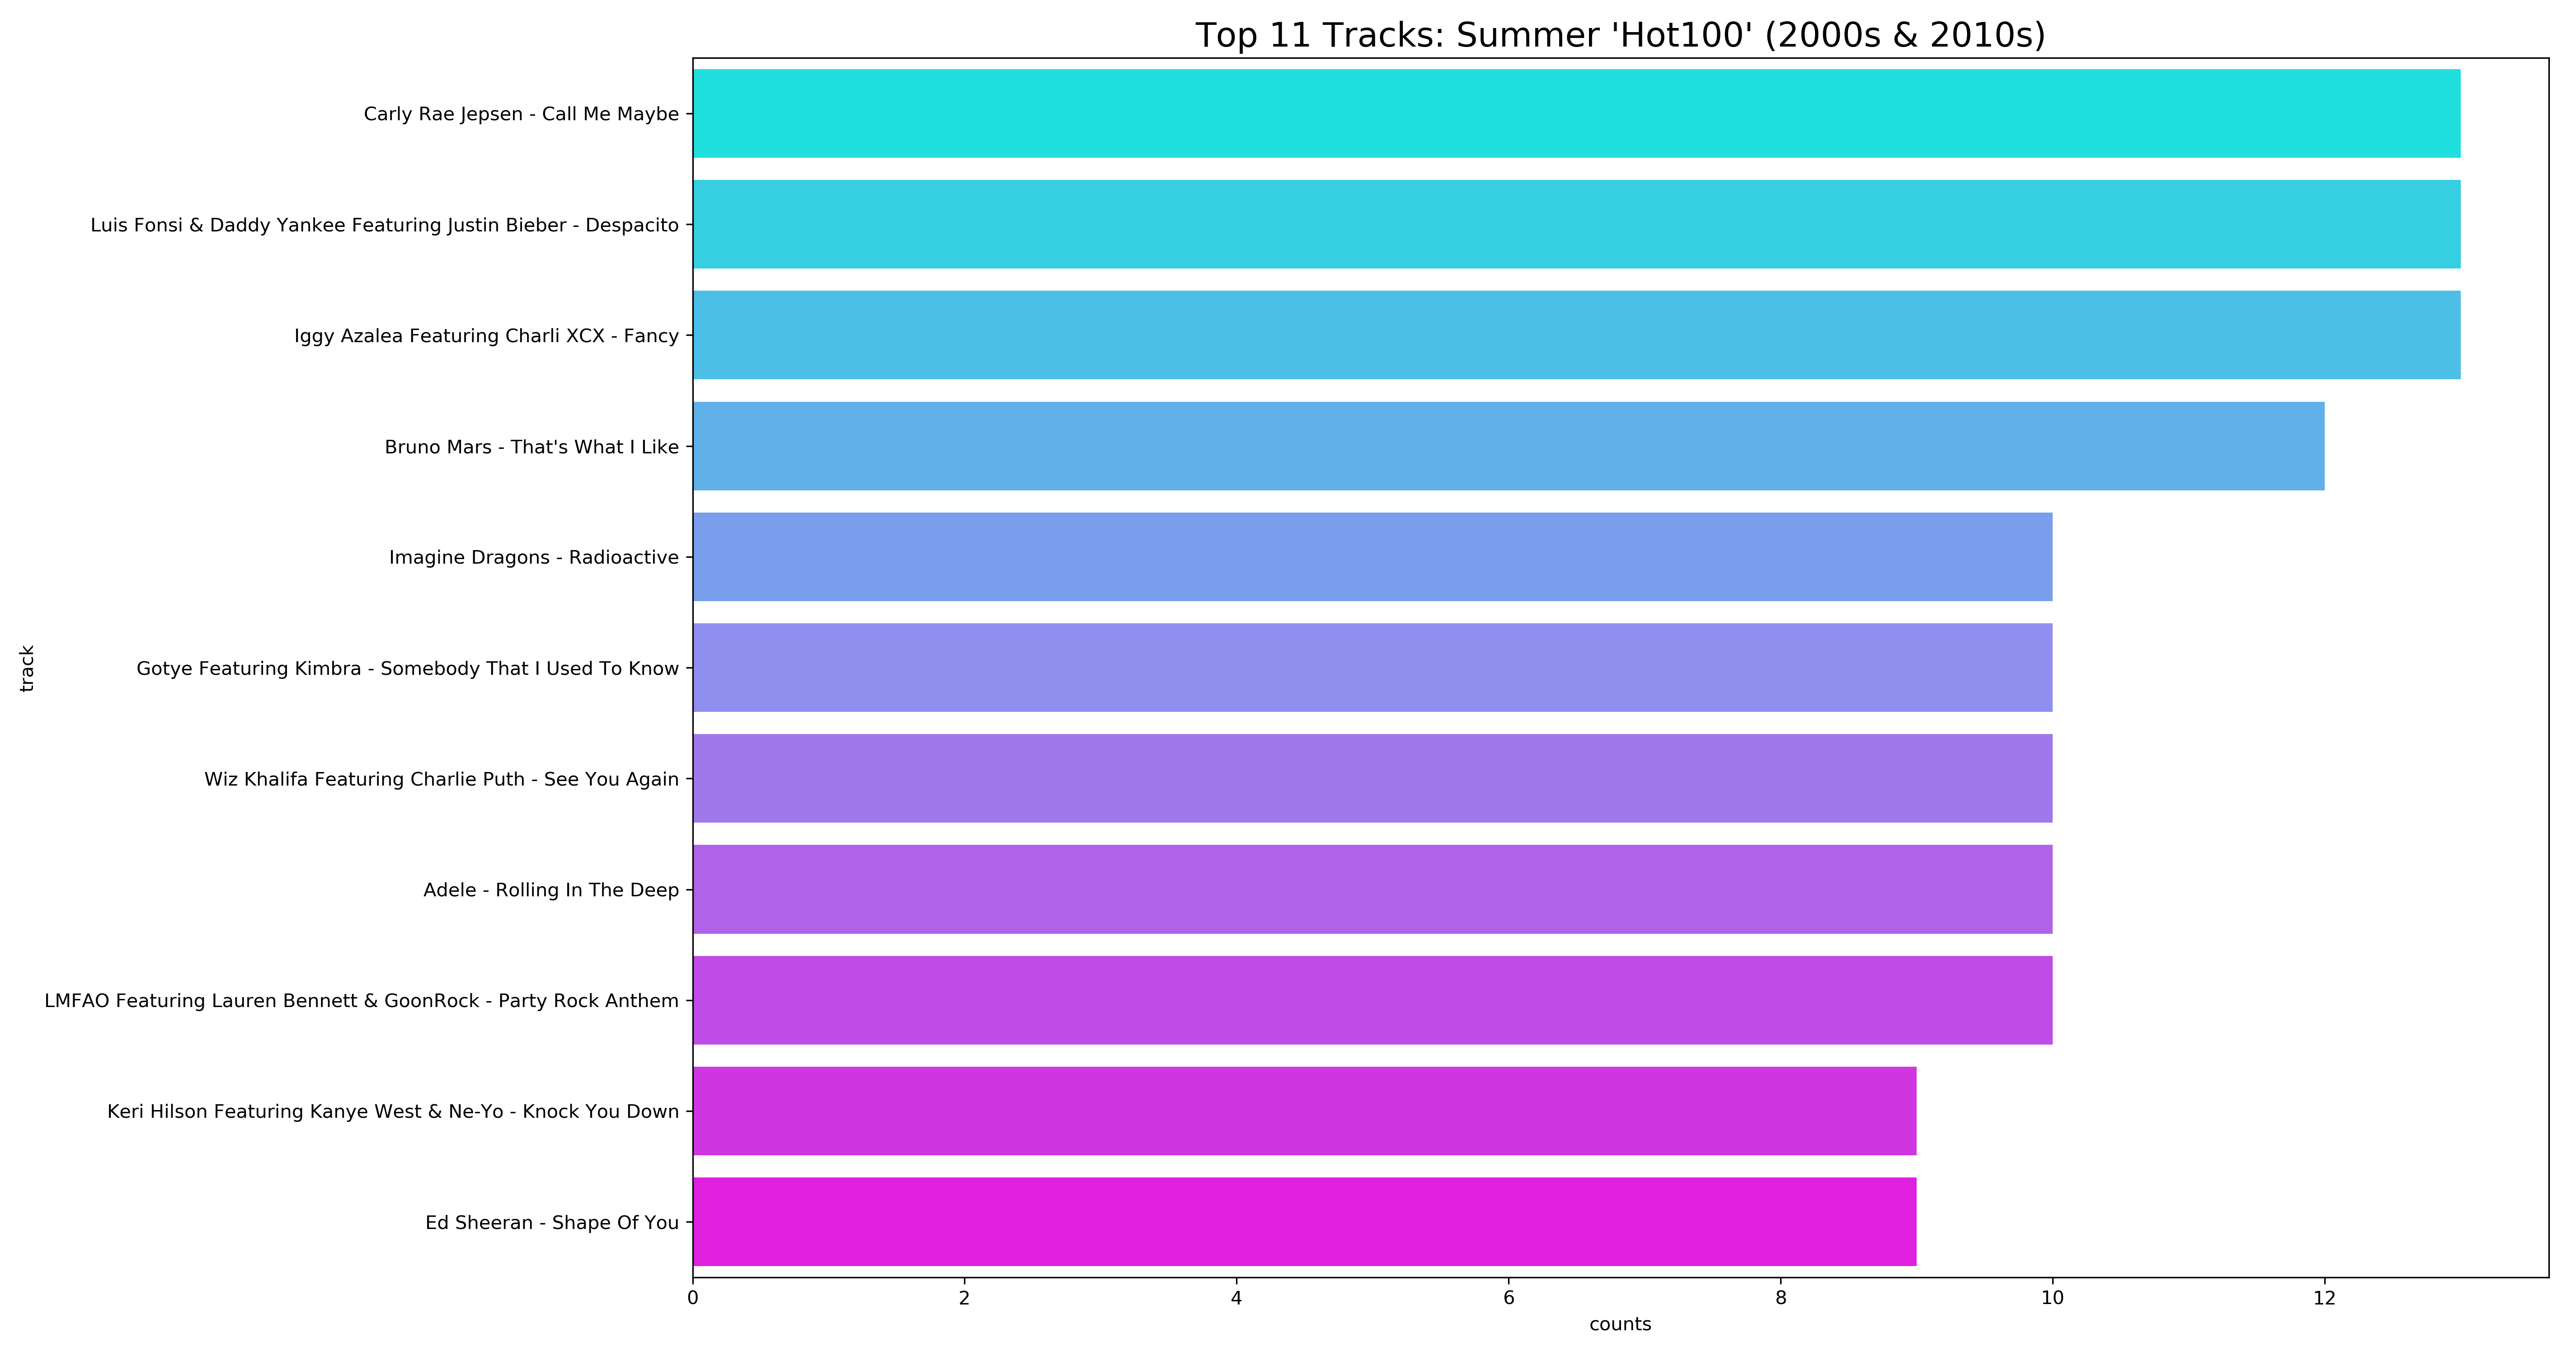 Top 11 Tracks: Summer 'Hot100' (2000s & 2010s)
Carly Rae Jepsen - Call Me Maybe
Luis Fonsi & Daddy Yankee Featuring Justin Bieber - Despacito
Iggy Azalea Featuring Charli XCX - Fancy
Bruno Mars - That's What I Like
Imagine Dragons - Radioactive
Gotye Featuring Kimbra - Somebody That I Used To Know
Wiz Khalifa Featuring Charlie Puth - See You Again
Adele - Rolling In The Deep
LMFAO Featuring Lauren Bennett & GoonRock - Party Rock Anthem
Keri Hilson Featuring Kanye West & Ne-Yo - Knock You Down
Ed Sheeran - Shape Of You
track
0 2 4 6 8 10 12
counts